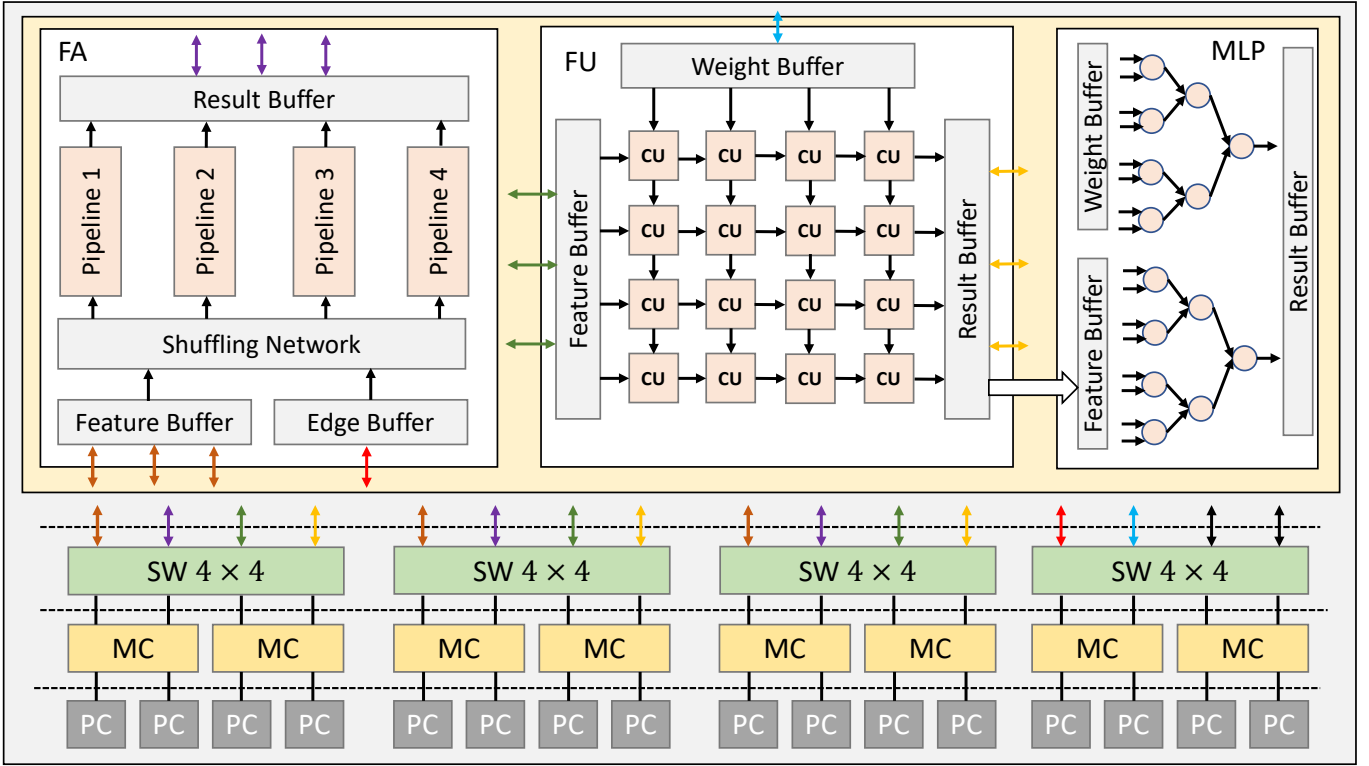 FA
Result Buffer
Pipeline 1
Pipeline 2
Pipeline 3
Pipeline 4
Shuffling Network
Feature Buffer
Edge Buffer
FU
Weight Buffer
Feature Buffer
CU CU CU CU
CU CU CU CU
CU CU CU CU
CU CU CU CU
Result Buffer
MLP
Weight Buffer
Feature Buffer
Result Buffer
SW 4 × 4 SW 4 × 4 SW 4 × 4 SW 4 × 4
MC MC MC MC MC MC MC MC
PC PC PC PC PC PC PC PC PC PC PC PC PC PC PC PC